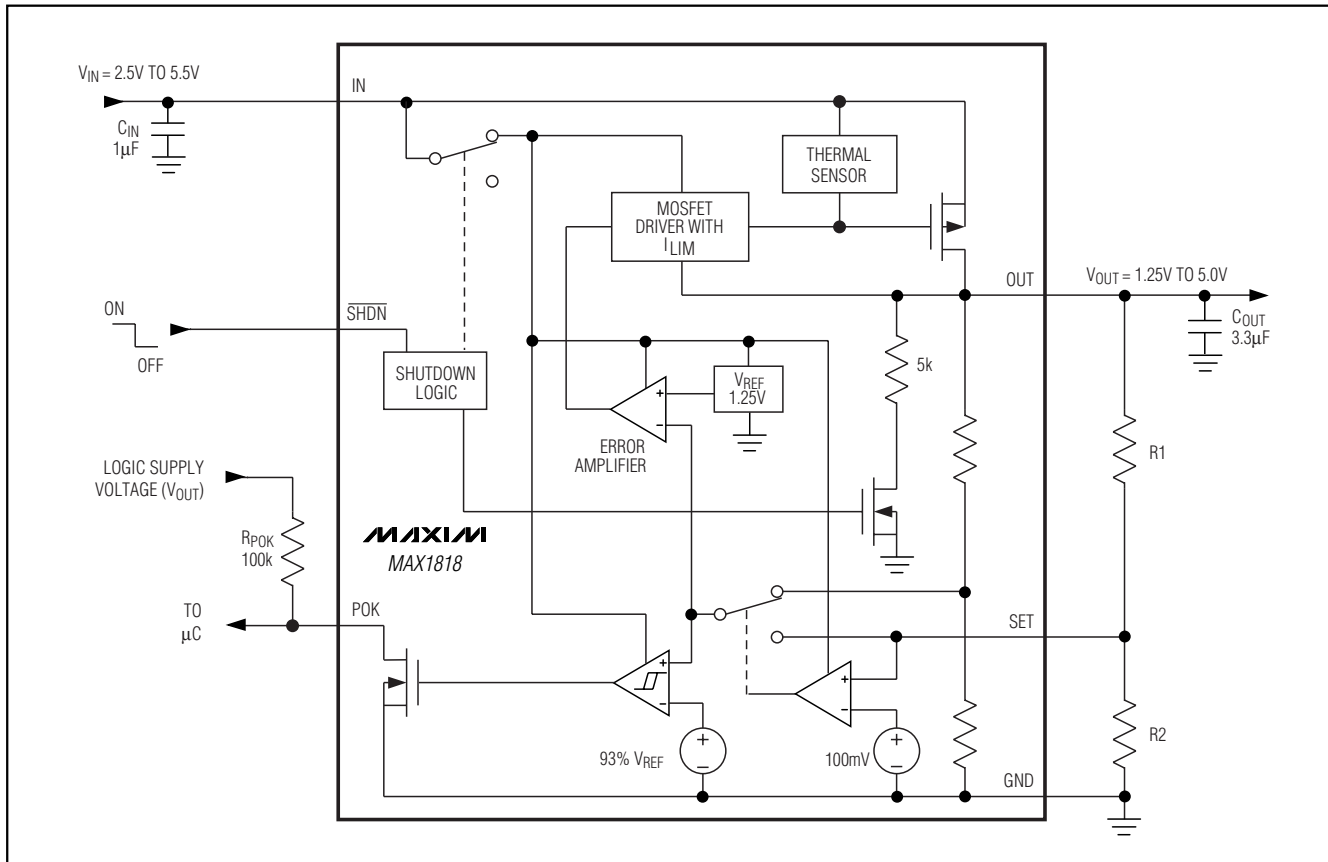 V_IN = 2.5V TO 5.5V
IN
C_IN
1µF
THERMAL
SENSOR
MOSFET
DRIVER WITH
I_LIM
OUT
V_OUT = 1.25V TO 5.0V
C_OUT
3.3µF
ON
OFF
SHDN
SHUTDOWN
LOGIC
5k
V_REF
1.25V
+
−
ERROR
AMPLIFIER
R1
LOGIC SUPPLY
VOLTAGE (V_OUT)
R_POK
100k
MAXIM
MAX1818
TO
µC
POK
SET
+
−
+
−
93% V_REF
+
−
100mV
+
−
R2
GND